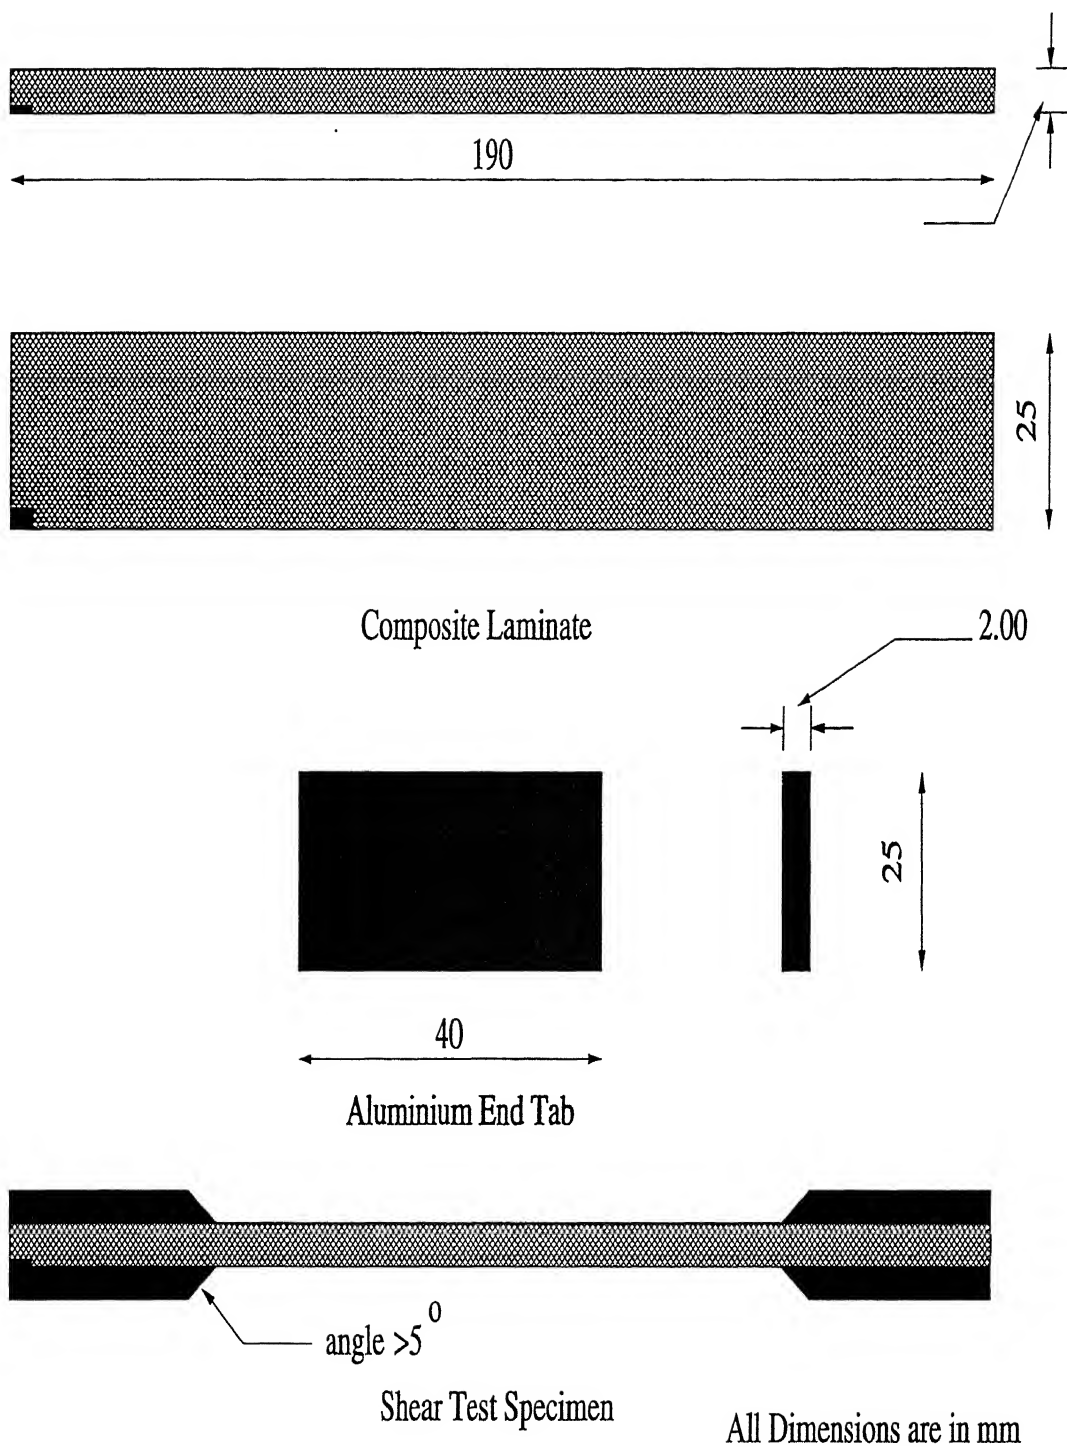 190
25
Composite Laminate
2.00
25
40
Aluminium End Tab
angle >5°
Shear Test Specimen
All Dimensions are in mm